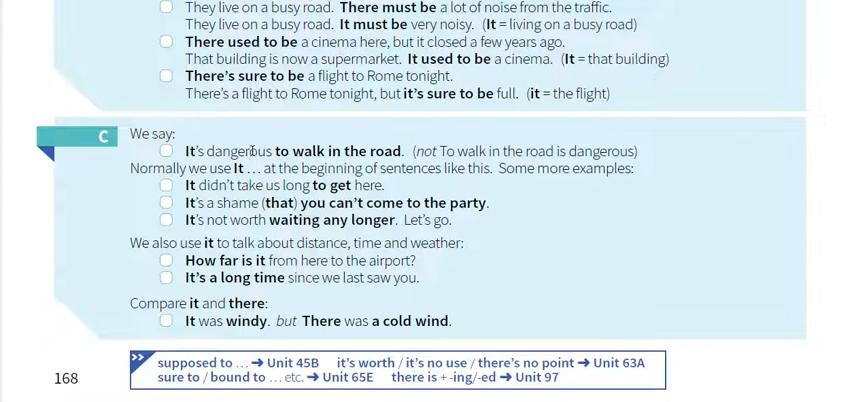 They live on a busy road. There must be a lot of noise from the traffic.
They live on a busy road. It must be very noisy. (It = living on a busy road)
There used to be a cinema here, but it closed a few years ago.
That building is now a supermarket. It used to be a cinema. (It = that building)
There's sure to be a flight to Rome tonight.
There's a flight to Rome tonight, but it's sure to be full. (it = the flight)
C
We say:
It's dangerous to walk in the road. (not To walk in the road is dangerous)
Normally we use It ... at the beginning of sentences like this. Some more examples:
It didn't take us long to get here.
It's a shame (that) you can't come to the party.
It's not worth waiting any longer. Let's go.
We also use it to talk about distance, time and weather:
How far is it from here to the airport?
It's a long time since we last saw you.
Compare it and there:
It was windy. but There was a cold wind.
>> supposed to ... ➜ Unit 45B it's worth / it's no use / there's no point ➜ Unit 63A
sure to / bound to ... etc. ➜ Unit 65E there is + -ing/-ed ➜ Unit 97
168